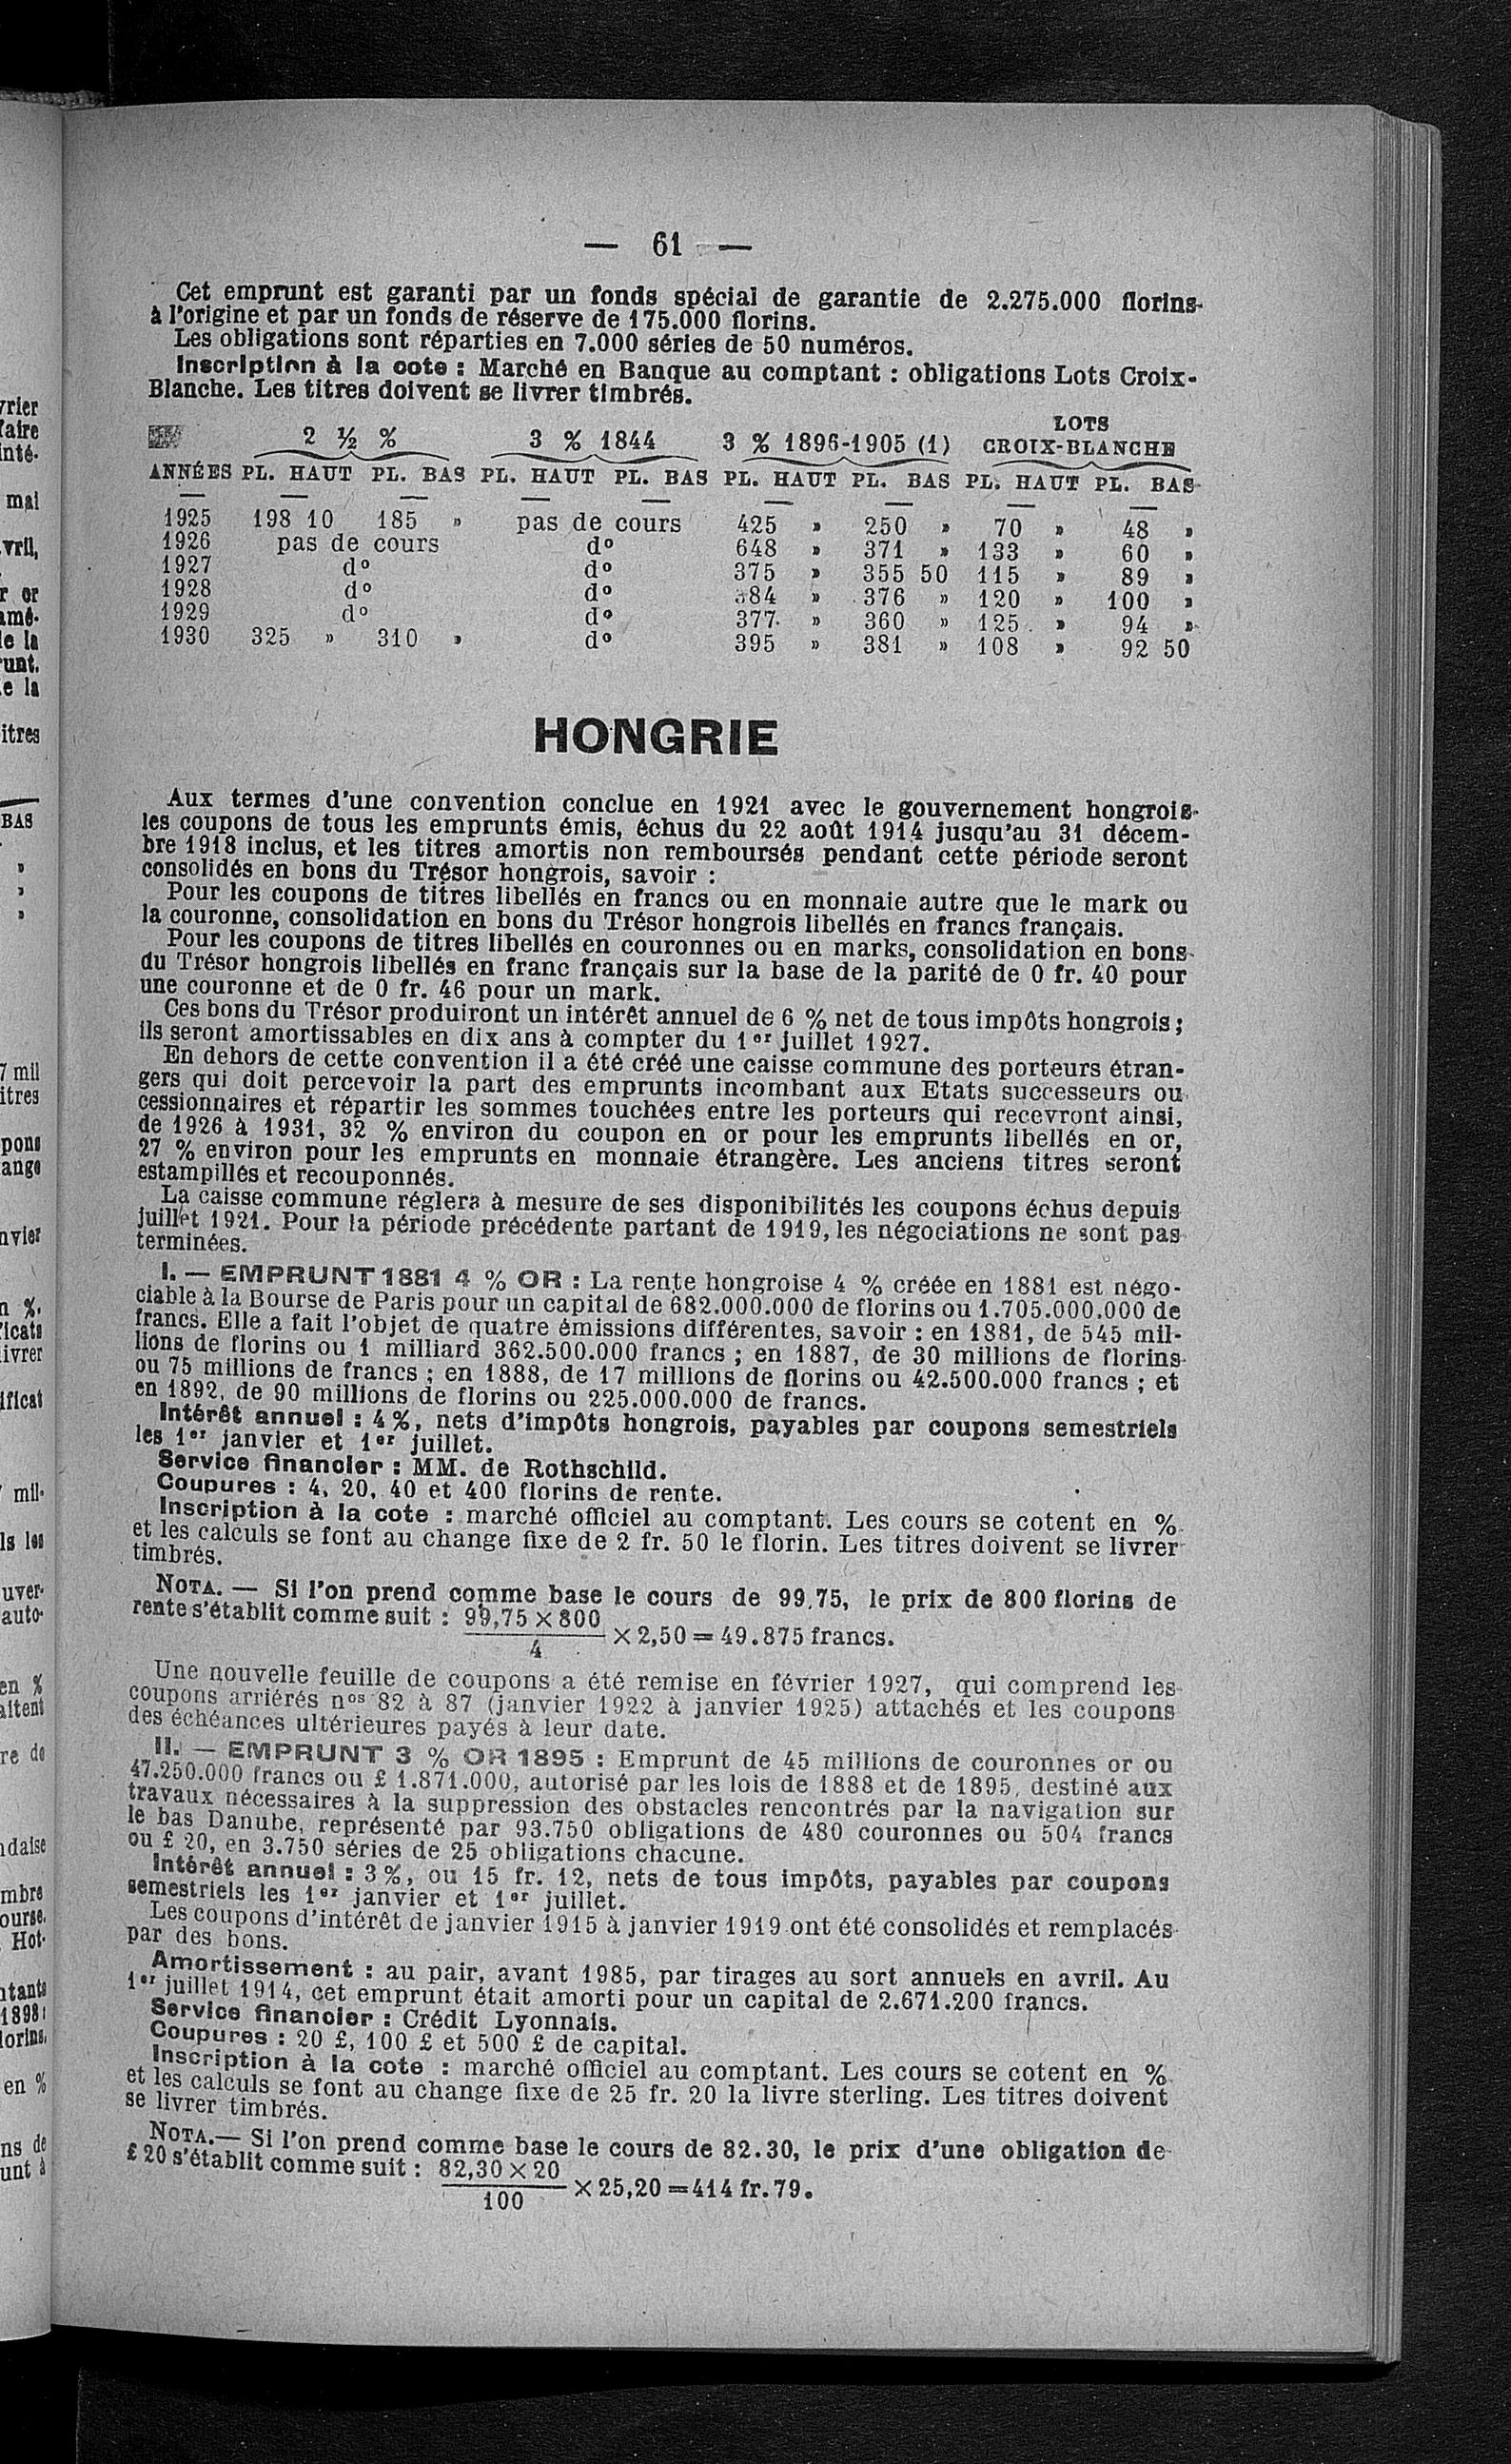 — 61 —
Cet emprunt est garanti par un fonds spécial de garantie de 2.275.000 florins
à l'origine et par un fonds de réserve de 175.000 florins.
Les obligations sont réparties en 7.000 séries de 50 numéros.
Inscription à la cote : Marché en Banque au comptant : obligations Lots Croix-
Blanche. Les titres doivent se livrer timbrés.
2 ½ % 3 % 1844 3 % 1896-1905 (1) LOTS CROIX-BLANCHE
ANNÉES PL. HAUT PL. BAS PL. HAUT PL. BAS PL. HAUT PL. BAS PL. HAUT PL. BAS
— — — — — — — — —
1925 198 10 185 » pas de cours 425 » 250 » 70 » 48 »
1926 pas de cours dº 648 » 371 » 133 » 60 »
1927 dº dº 375 » 355 50 115 » 89 »
1928 dº dº 384 » 376 » 120 » 100 »
1929 dº dº 377 » 360 » 125 » 94 »
1930 325 » 310 » dº 395 » 381 » 108 » 92 50
HONGRIE
Aux termes d'une convention conclue en 1921 avec le gouvernement hongrois
les coupons de tous les emprunts émis, échus du 22 août 1914 jusqu'au 31 décem-
bre 1918 inclus, et les titres amortis non remboursés pendant cette période seront
consolidés en bons du Trésor hongrois, savoir :
Pour les coupons de titres libellés en francs ou en monnaie autre que le mark ou
la couronne, consolidation en bons du Trésor hongrois libellés en francs français.
Pour les coupons de titres libellés en couronnes ou en marks, consolidation en bons
du Trésor hongrois libellés en franc français sur la base de la parité de 0 fr. 40 pour
une couronne et de 0 fr. 46 pour un mark.
Ces bons du Trésor produiront un intérêt annuel de 6 % net de tous impôts hongrois ;
ils seront amortissables en dix ans à compter du 1er juillet 1927.
En dehors de cette convention il a été créé une caisse commune des porteurs étran-
gers qui doit percevoir la part des emprunts incombant aux Etats successeurs ou
cessionnaires et répartir les sommes touchées entre les porteurs qui recevront ainsi,
de 1926 à 1931, 32 % environ du coupon en or pour les emprunts libellés en or,
27 % environ pour les emprunts en monnaie étrangère. Les anciens titres seront
estampillés et recouponnés.
La caisse commune réglera à mesure de ses disponibilités les coupons échus depuis
juillet 1921. Pour la période précédente partant de 1919, les négociations ne sont pas
terminées.
I. — EMPRUNT 1881 4 % OR : La rente hongroise 4 % créée en 1881 est négo-
ciable à la Bourse de Paris pour un capital de 682.000.000 de florins ou 1.705.000.000 de
francs. Elle a fait l'objet de quatre émissions différentes, savoir : en 1881, de 545 mil-
lions de florins ou 1 milliard 362.500.000 francs ; en 1887, de 30 millions de florins
ou 75 millions de francs ; en 1888, de 17 millions de florins ou 42.500.000 francs ; et
en 1892, de 90 millions de florins ou 225.000.000 de francs.
Intérêt annuel : 4 %, nets d'impôts hongrois, payables par coupons semestriels
les 1er janvier et 1er juillet.
Service financier : MM. de Rothschild.
Coupures : 4, 20, 40 et 400 florins de rente.
Inscription à la cote : marché officiel au comptant. Les cours se cotent en %
et les calculs se font au change fixe de 2 fr. 50 le florin. Les titres doivent se livrer
timbrés.
NOTA. — Si l'on prend comme base le cours de 99,75, le prix de 800 florins de
rente s'établit comme suit : 99,75 × 800
4 × 2,50 = 49.875 francs.
Une nouvelle feuille de coupons a été remise en février 1927, qui comprend les
coupons arriérés nos 82 à 87 (janvier 1922 à janvier 1925) attachés et les coupons
des échéances ultérieures payés à leur date.
II. — EMPRUNT 3 % OR 1895 : Emprunt de 45 millions de couronnes or ou
47.250.000 francs ou £ 1.871.000, autorisé par les lois de 1888 et de 1895, destiné aux
travaux nécessaires à la suppression des obstacles rencontrés par la navigation sur
le bas Danube, représenté par 93.750 obligations de 480 couronnes ou 504 francs
ou £ 20, en 3.750 séries de 25 obligations chacune.
Intérêt annuel : 3 %, ou 15 fr. 12, nets de tous impôts, payables par coupons
semestriels les 1er janvier et 1er juillet.
Les coupons d'intérêt de janvier 1915 à janvier 1919 ont été consolidés et remplacés
par des bons.
Amortissement : au pair, avant 1985, par tirages au sort annuels en avril. Au
1er juillet 1914, cet emprunt était amorti pour un capital de 2.671.200 francs.
Service financier : Crédit Lyonnais.
Coupures : 20 £, 100 £ et 500 £ de capital.
Inscription à la cote : marché officiel au comptant. Les cours se cotent en %
et les calculs se font au change fixe de 25 fr. 20 la livre sterling. Les titres doivent
se livrer timbrés.
NOTA.— Si l'on prend comme base le cours de 82.30, le prix d'une obligation de
£ 20 s'établit comme suit : 82,30 × 20
100 × 25,20 = 414 fr. 79.